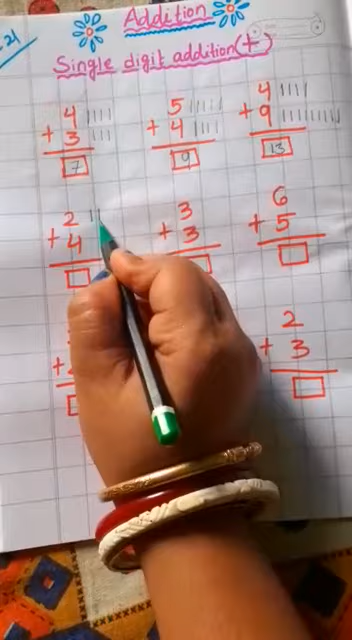 21
Addition
Single digit addition (+)
4 5 4
+ 3 + 4 + 9
7 9 13
2 3 6
+ 4 + 3 + 5
2
+ + 3